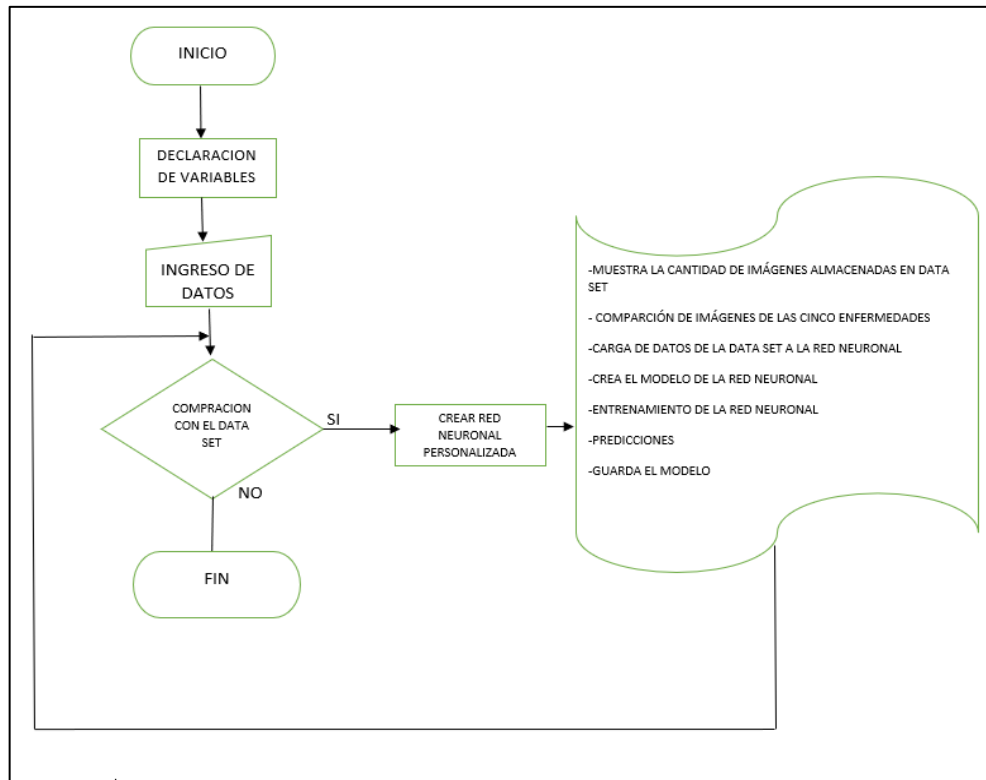 INICIO
DECLARACION
DE VARIABLES
INGRESO DE
DATOS
COMPRACION
CON EL DATA
SET
SI
NO
FIN
CREAR RED
NEURONAL
PERSONALIZADA
-MUESTRA LA CANTIDAD DE IMÁGENES ALMACENADAS EN DATA
SET
- COMPARCIÓN DE IMÁGENES DE LAS CINCO ENFERMEDADES
-CARGA DE DATOS DE LA DATA SET A LA RED NEURONAL
-CREA EL MODELO DE LA RED NEURONAL
-ENTRENAMIENTO DE LA RED NEURONAL
-PREDICCIONES
-GUARDA EL MODELO